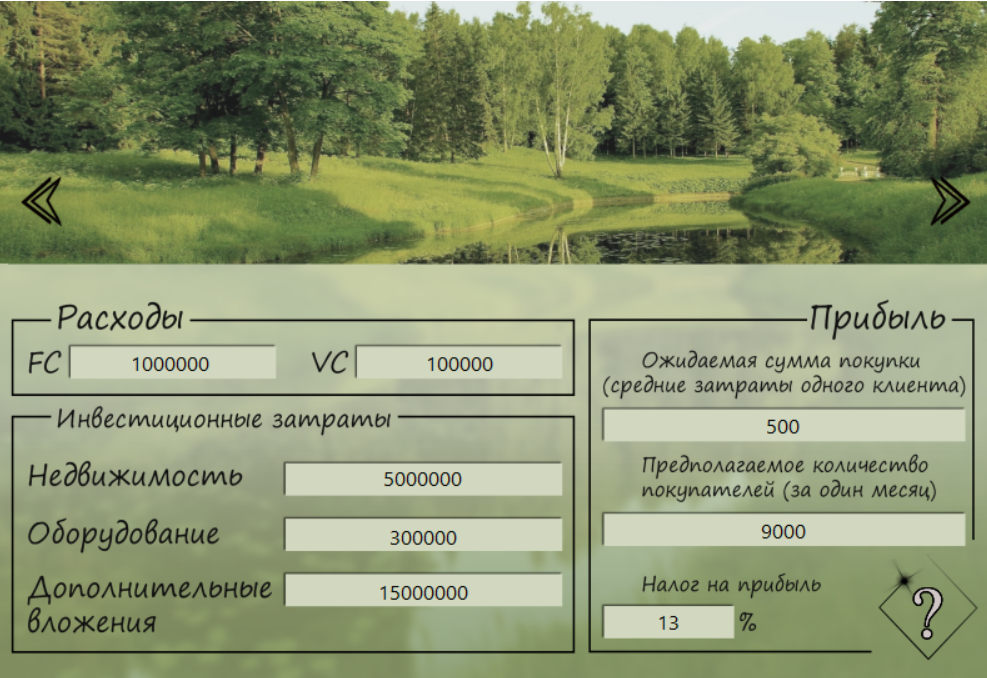 Расходы
FC 1000000 VC 100000
Инвестиционные затраты
Недвижимость 5000000
Оборудование 300000
Дополнительные
вложения 15000000
Прибыль
Ожидаемая сумма покупки
(средние затраты одного клиента)
500
Предполагаемое количество
покупателей (за один месяц)
9000
Налог на прибыль
13 %
?